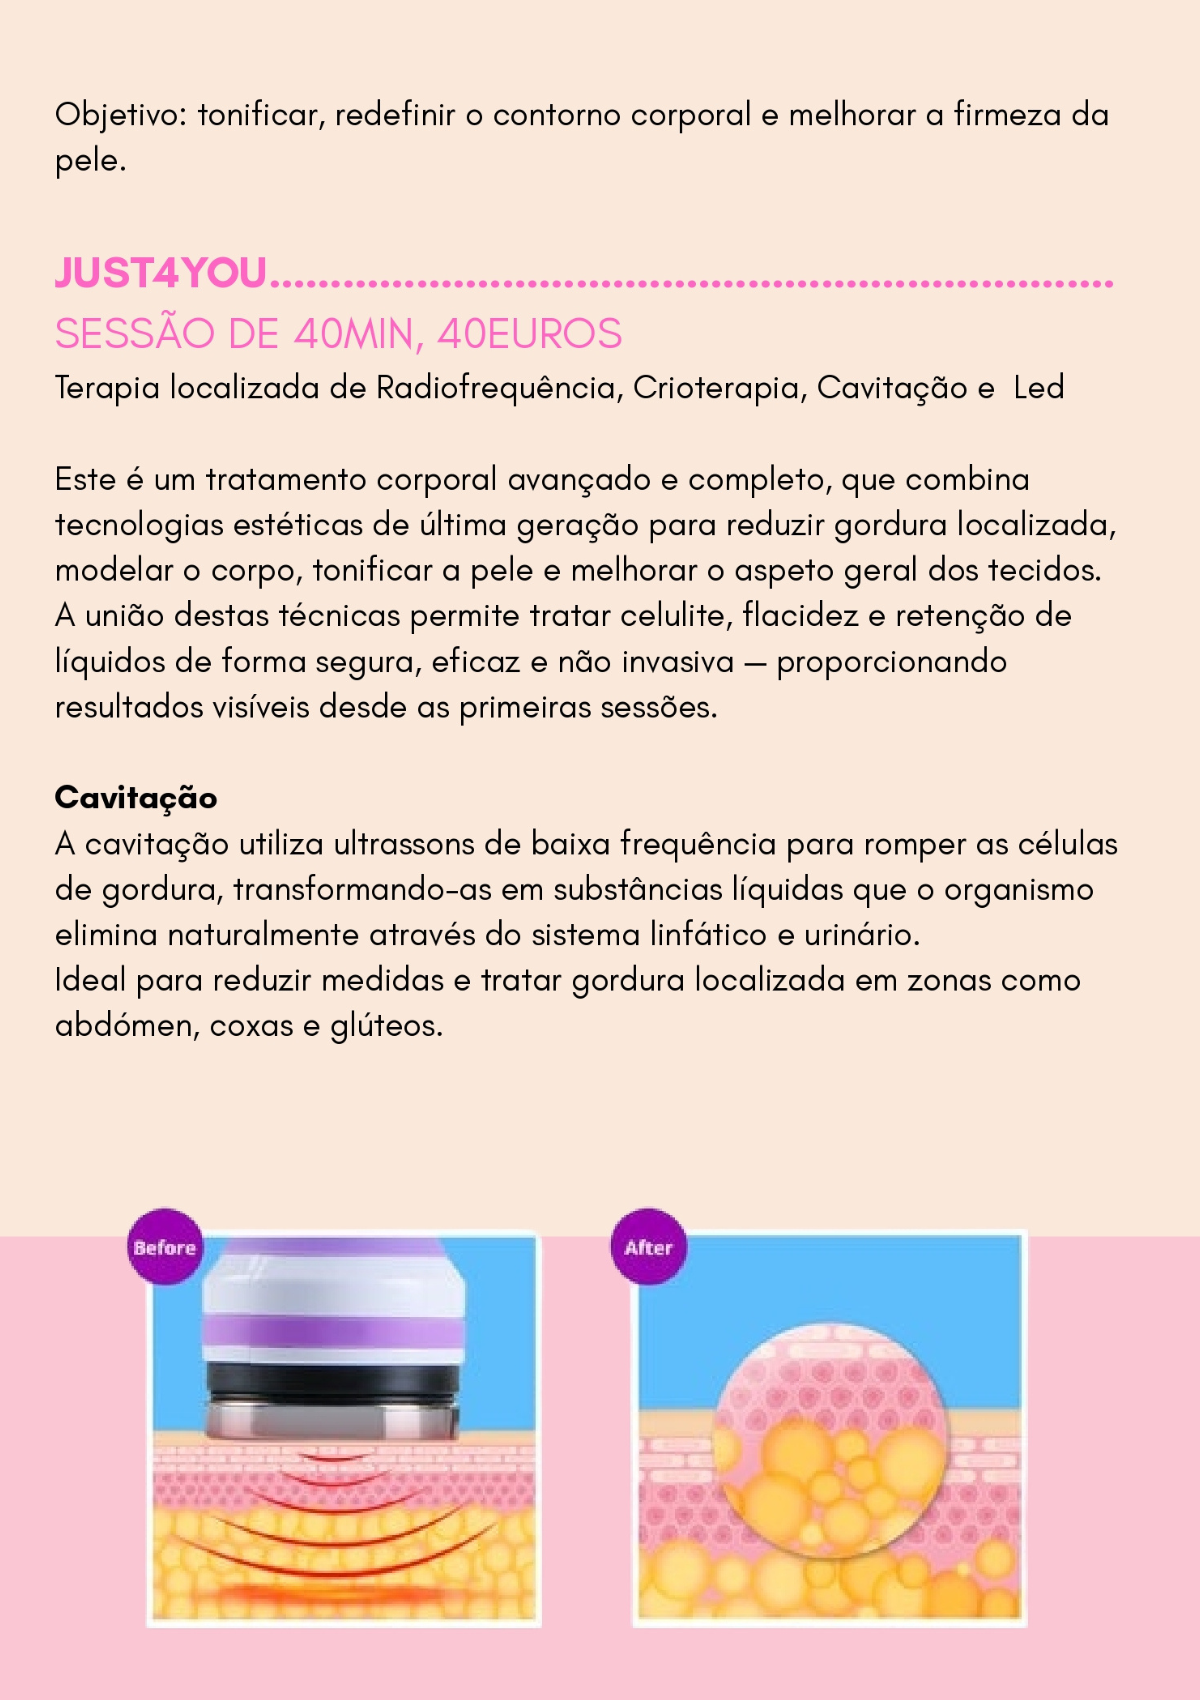 Objetivo: tonificar, redefinir o contorno corporal e melhorar a firmeza da
pele.
JUST4YOU......................................................................
SESSÃO DE 40MIN, 40EUROS
Terapia localizada de Radiofrequência, Crioterapia, Cavitação e  Led
Este é um tratamento corporal avançado e completo, que combina
tecnologias estéticas de última geração para reduzir gordura localizada,
modelar o corpo, tonificar a pele e melhorar o aspeto geral dos tecidos.
A união destas técnicas permite tratar celulite, flacidez e retenção de
líquidos de forma segura, eficaz e não invasiva — proporcionando
resultados visíveis desde as primeiras sessões.
Cavitação
A cavitação utiliza ultrassons de baixa frequência para romper as células
de gordura, transformando-as em substâncias líquidas que o organismo
elimina naturalmente através do sistema linfático e urinário.
Ideal para reduzir medidas e tratar gordura localizada em zonas como
abdómen, coxas e glúteos.
Before
After